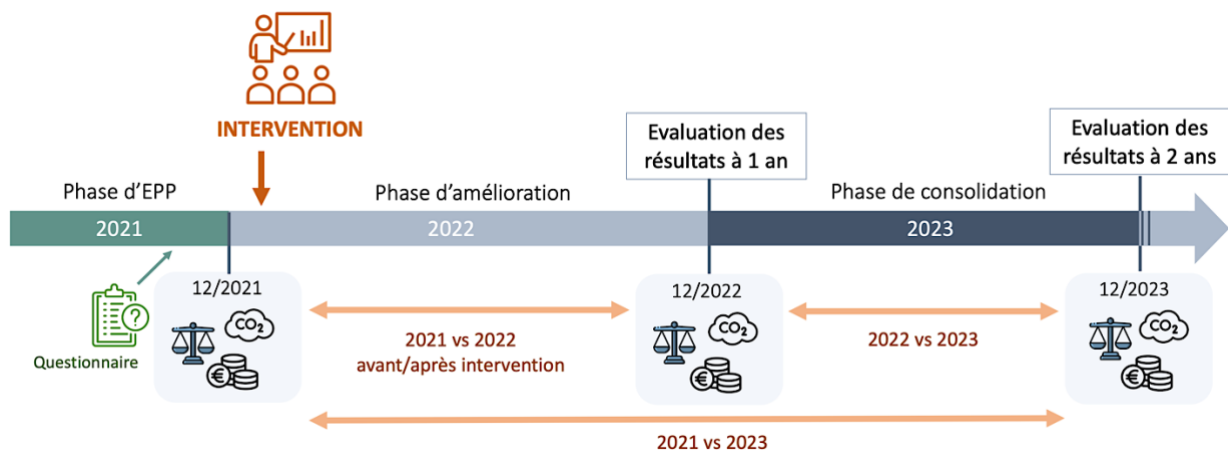 INTERVENTION
Evaluation des
résultats à 1 an
Evaluation des
résultats à 2 ans
Phase d'EPP
Phase d'amélioration
Phase de consolidation
2021
2022
2023
12/2021
12/2022
12/2023
CO2
CO2
CO2
?
€
€
€
Questionnaire
2021 vs 2022
avant/après intervention
2022 vs 2023
2021 vs 2023